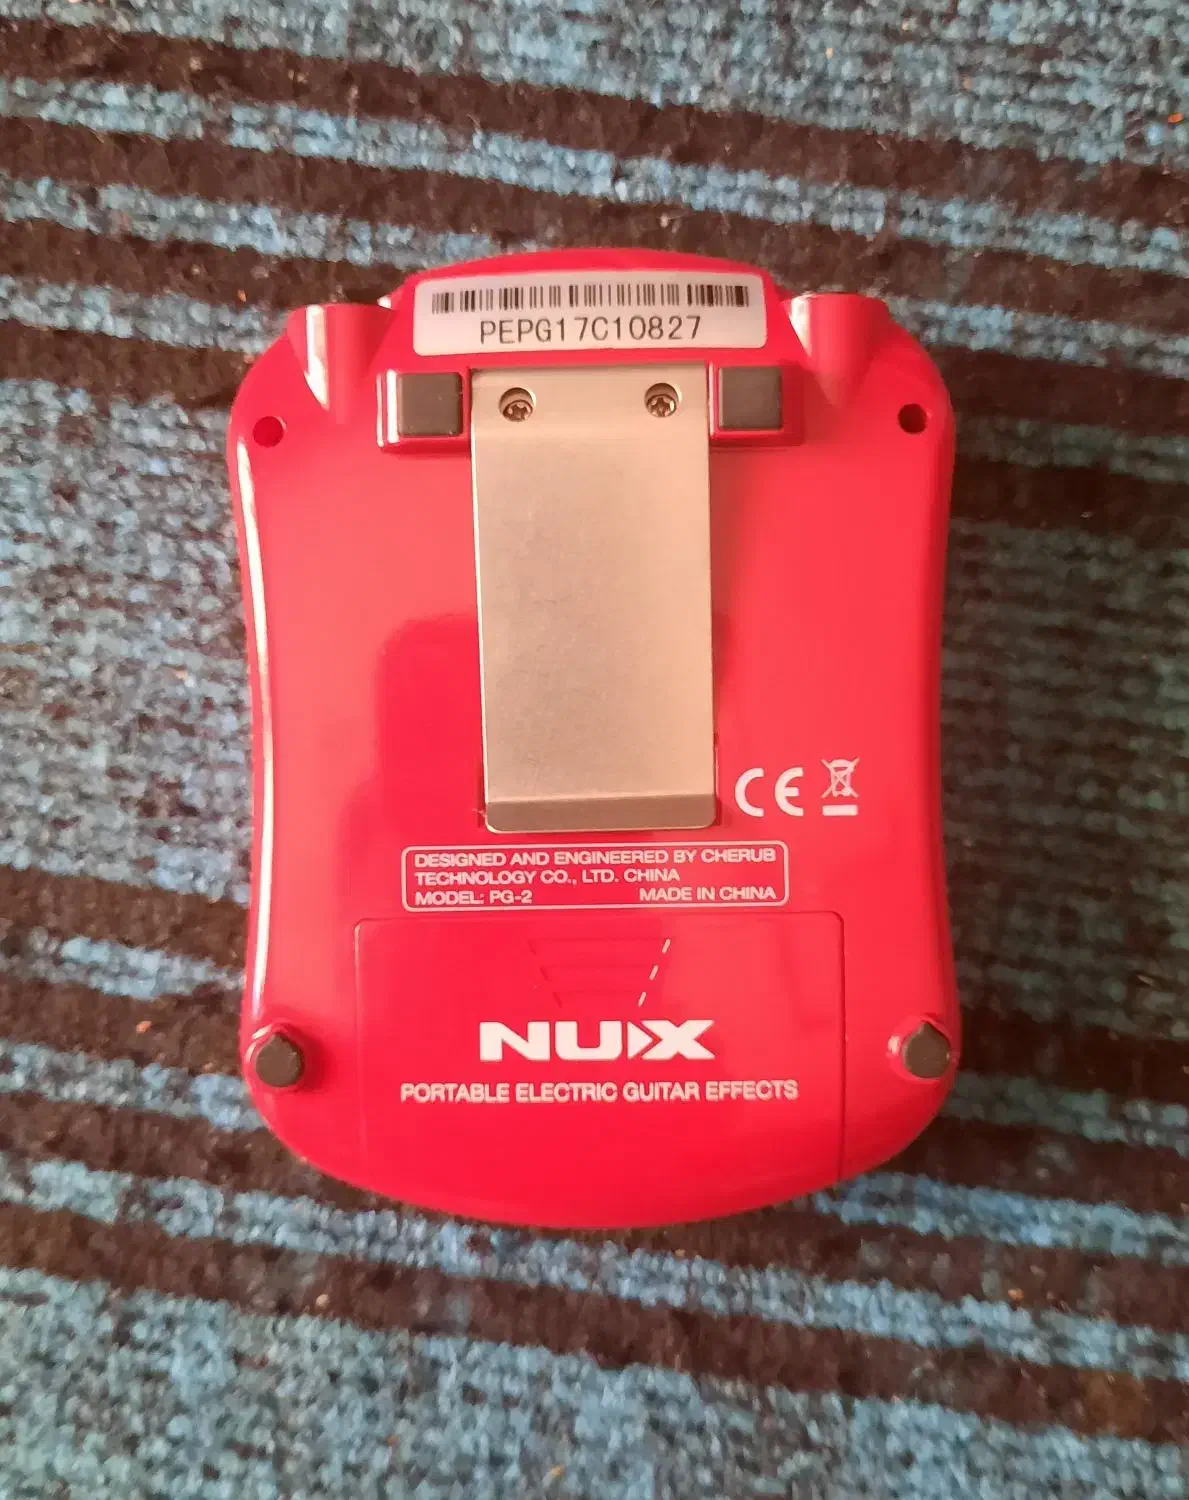 PEPG17C10827
CE
DESIGNED AND ENGINEERED BY CHERUB
TECHNOLOGY CO., LTD. CHINA
MODEL: PG-2 MADE IN CHINA
NUX
PORTABLE ELECTRIC GUITAR EFFECTS